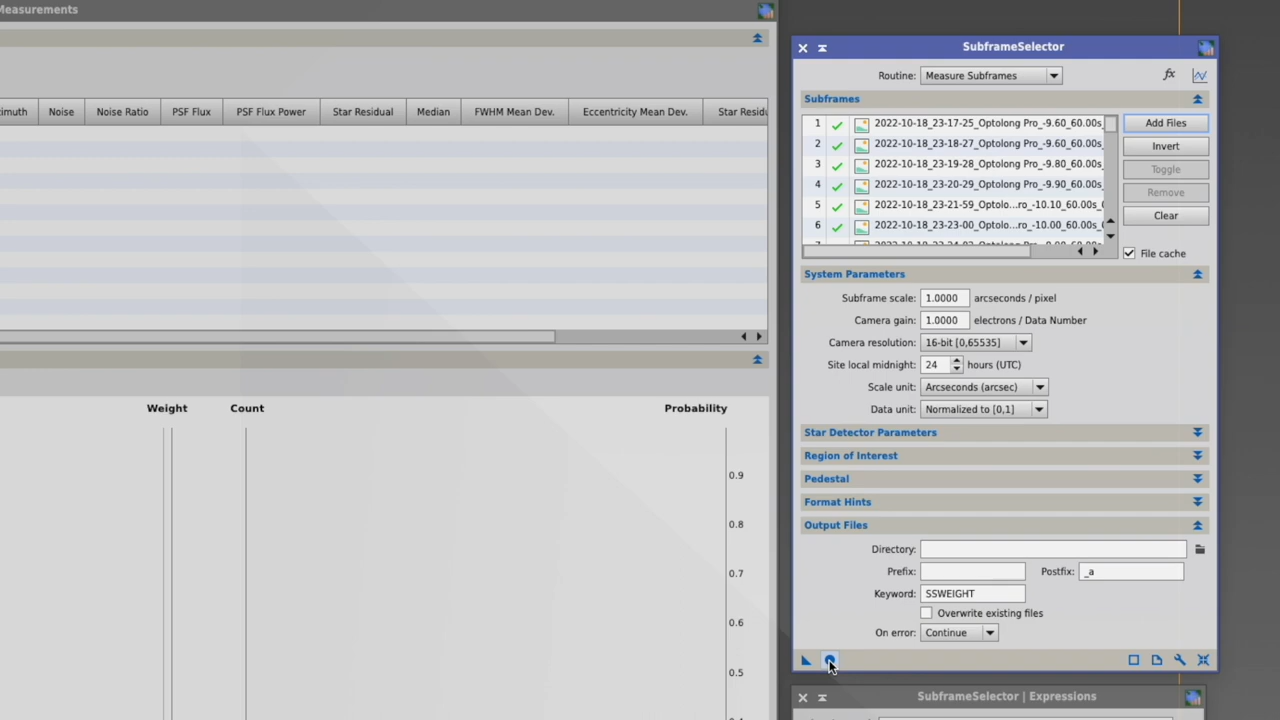 Measurements
imuth Noise Noise Ratio PSF Flux PSF Flux Power Star Residual Median FWHM Mean Dev. Eccentricity Mean Dev. Star Resid
Weight Count Probability
0.9
0.8
0.7
0.6
0.5
SubframeSelector
Routine: Measure Subframes
Subframes
1 2022-10-18_23-17-25_Optolong Pro_-9.60_60.00s_
2 2022-10-18_23-18-27_Optolong Pro_-9.60_60.00s_
3 2022-10-18_23-19-28_Optolong Pro_-9.80_60.00s_
4 2022-10-18_23-20-29_Optolong Pro_-9.90_60.00s_
5 2022-10-18_23-21-59_Optolo...ro_-10.10_60.00s_
6 2022-10-18_23-23-00_Optolo...ro_-10.00_60.00s_
Add Files
Invert
Toggle
Remove
Clear
File cache
System Parameters
Subframe scale: 1.0000 arcseconds / pixel
Camera gain: 1.0000 electrons / Data Number
Camera resolution: 16-bit [0,65535]
Site local midnight: 24 hours (UTC)
Scale unit: Arcseconds (arcsec)
Data unit: Normalized to [0,1]
Star Detector Parameters
Region of Interest
Pedestal
Format Hints
Output Files
Directory:
Prefix: Postfix: _a
Keyword: SSWEIGHT
Overwrite existing files
On error: Continue
SubframeSelector | Expressions